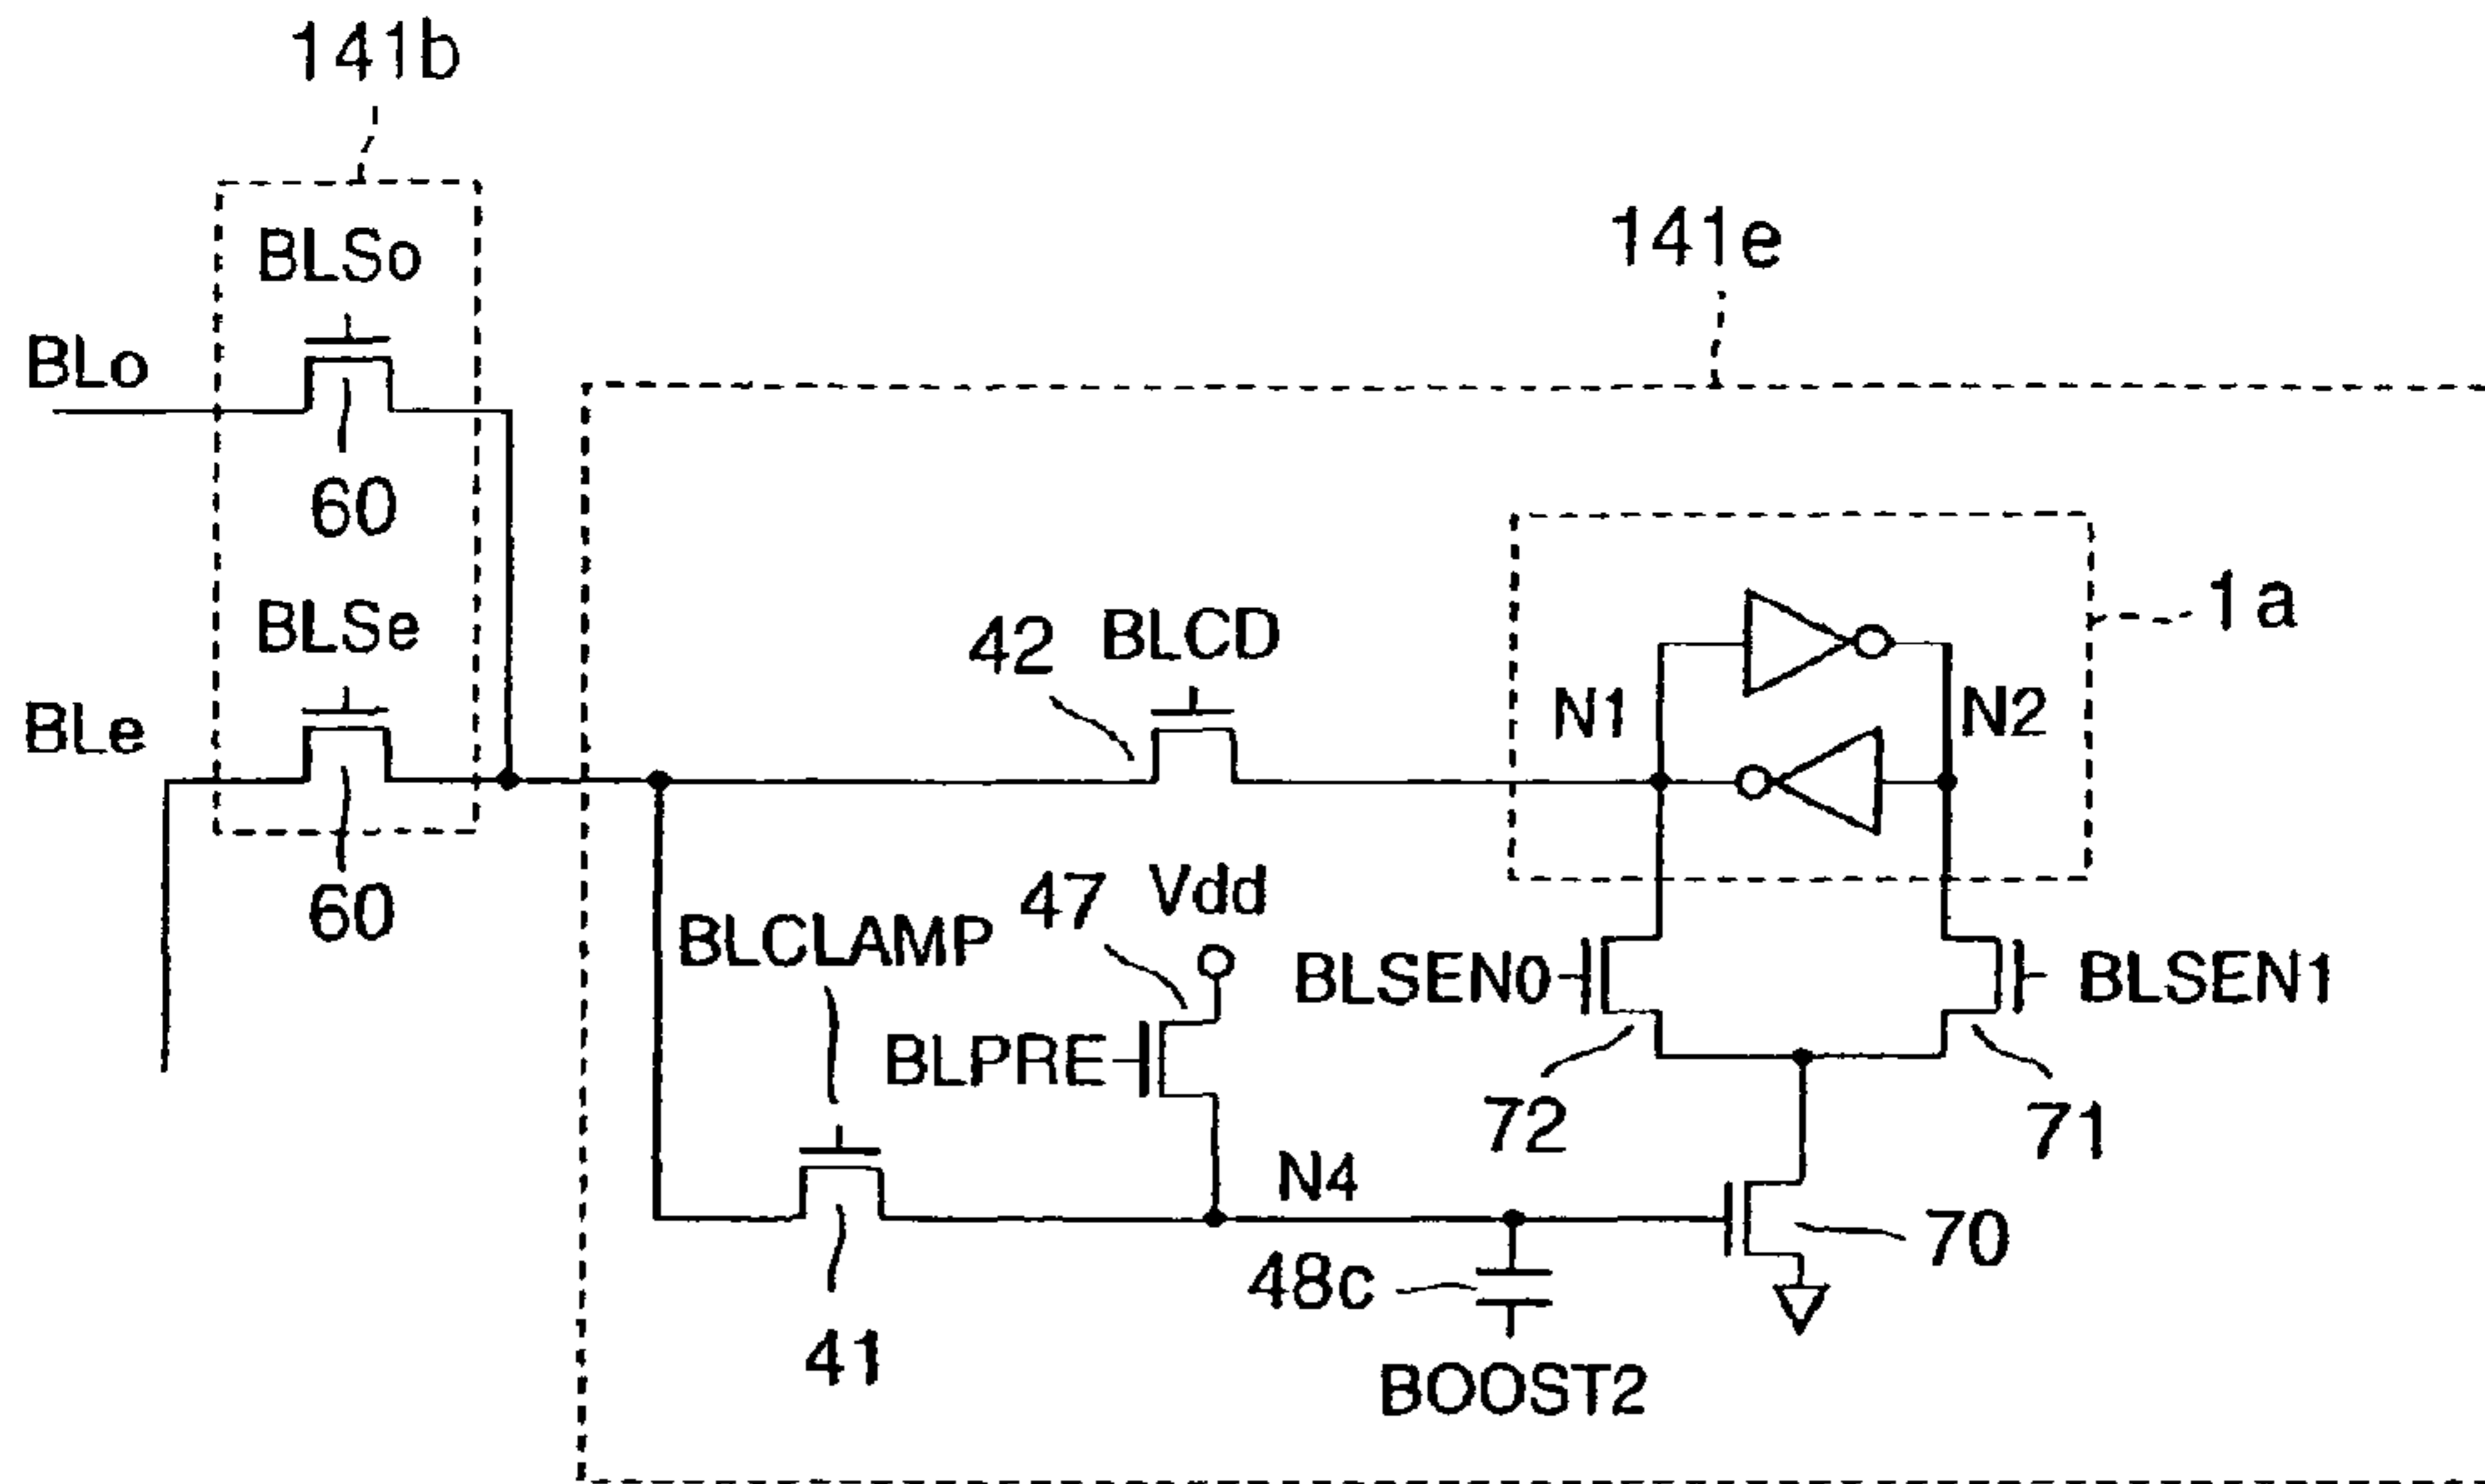 141b
BLSo
141e
BLo
60
BLSe
1a
42 BLCD
N1
N2
BLe
60
47 Vdd
BLCLAMP
BLSEN0
BLSEN1
BLPRE
72
71
N4
70
48c
41
BOOST2